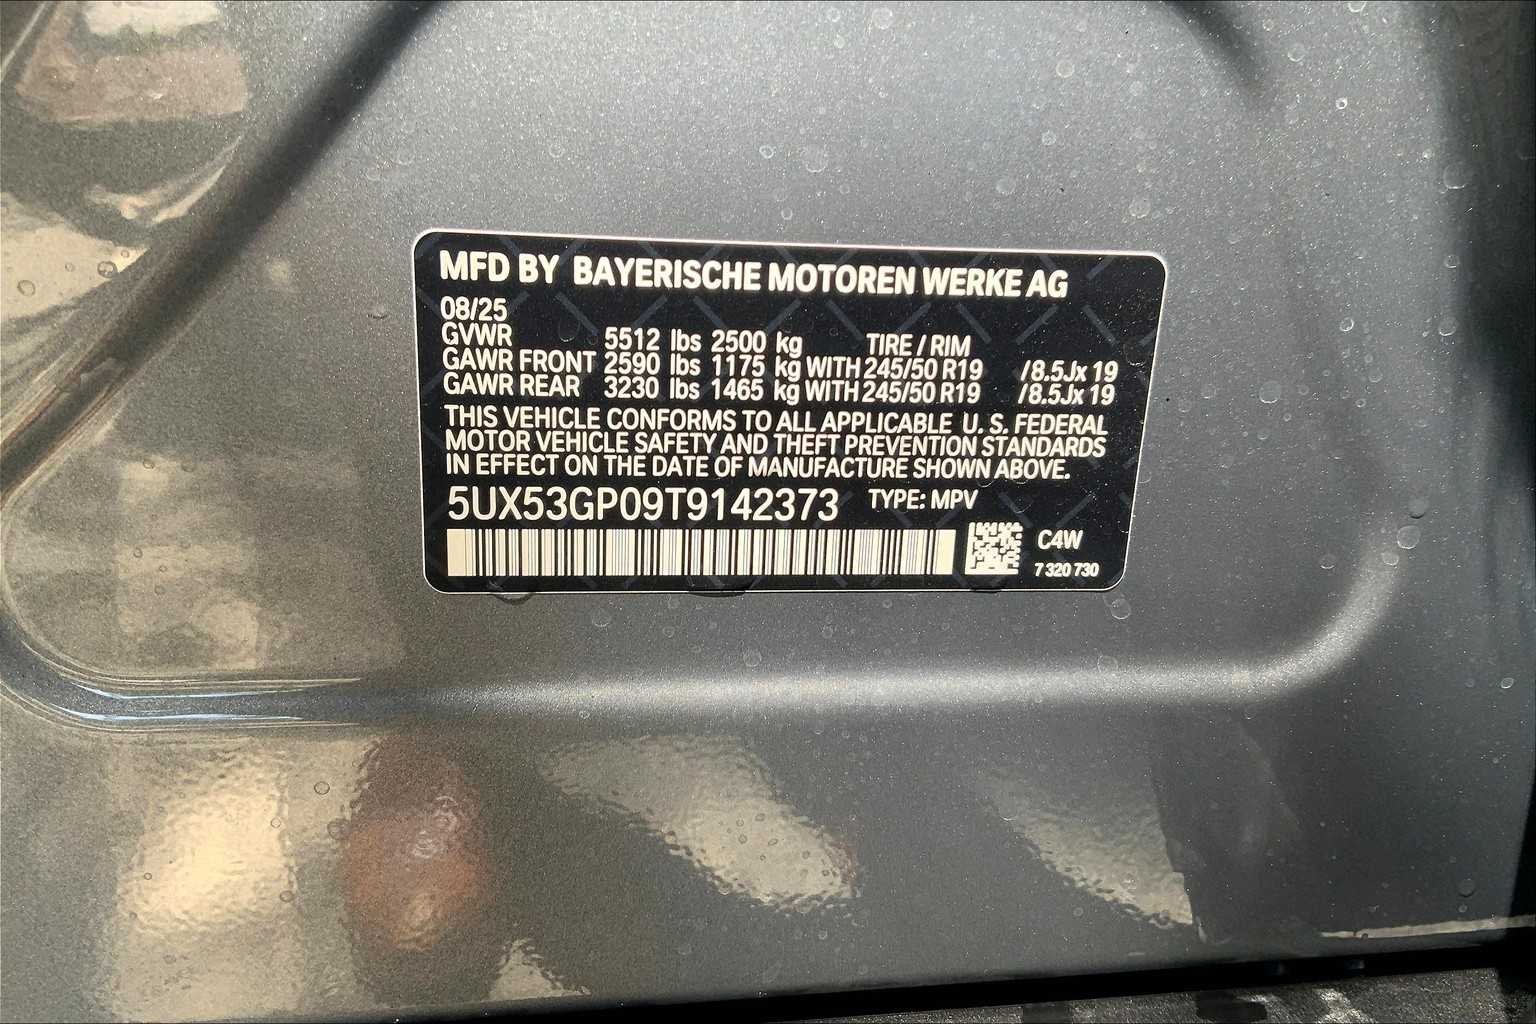 MFD BY BAYERISCHE MOTOREN WERKE AG
08/25
GVWR 5512 lbs 2500 kg TIRE / RIM
GAWR FRONT 2590 lbs 1175 kg WITH 245/50 R19 /8.5Jx 19
GAWR REAR 3230 lbs 1465 kg WITH 245/50 R19 /8.5Jx 19
THIS VEHICLE CONFORMS TO ALL APPLICABLE U. S. FEDERAL
MOTOR VEHICLE SAFETY AND THEFT PREVENTION STANDARDS
IN EFFECT ON THE DATE OF MANUFACTURE SHOWN ABOVE.
5UX53GP09T9142373 TYPE: MPV
C4W
7 320 730